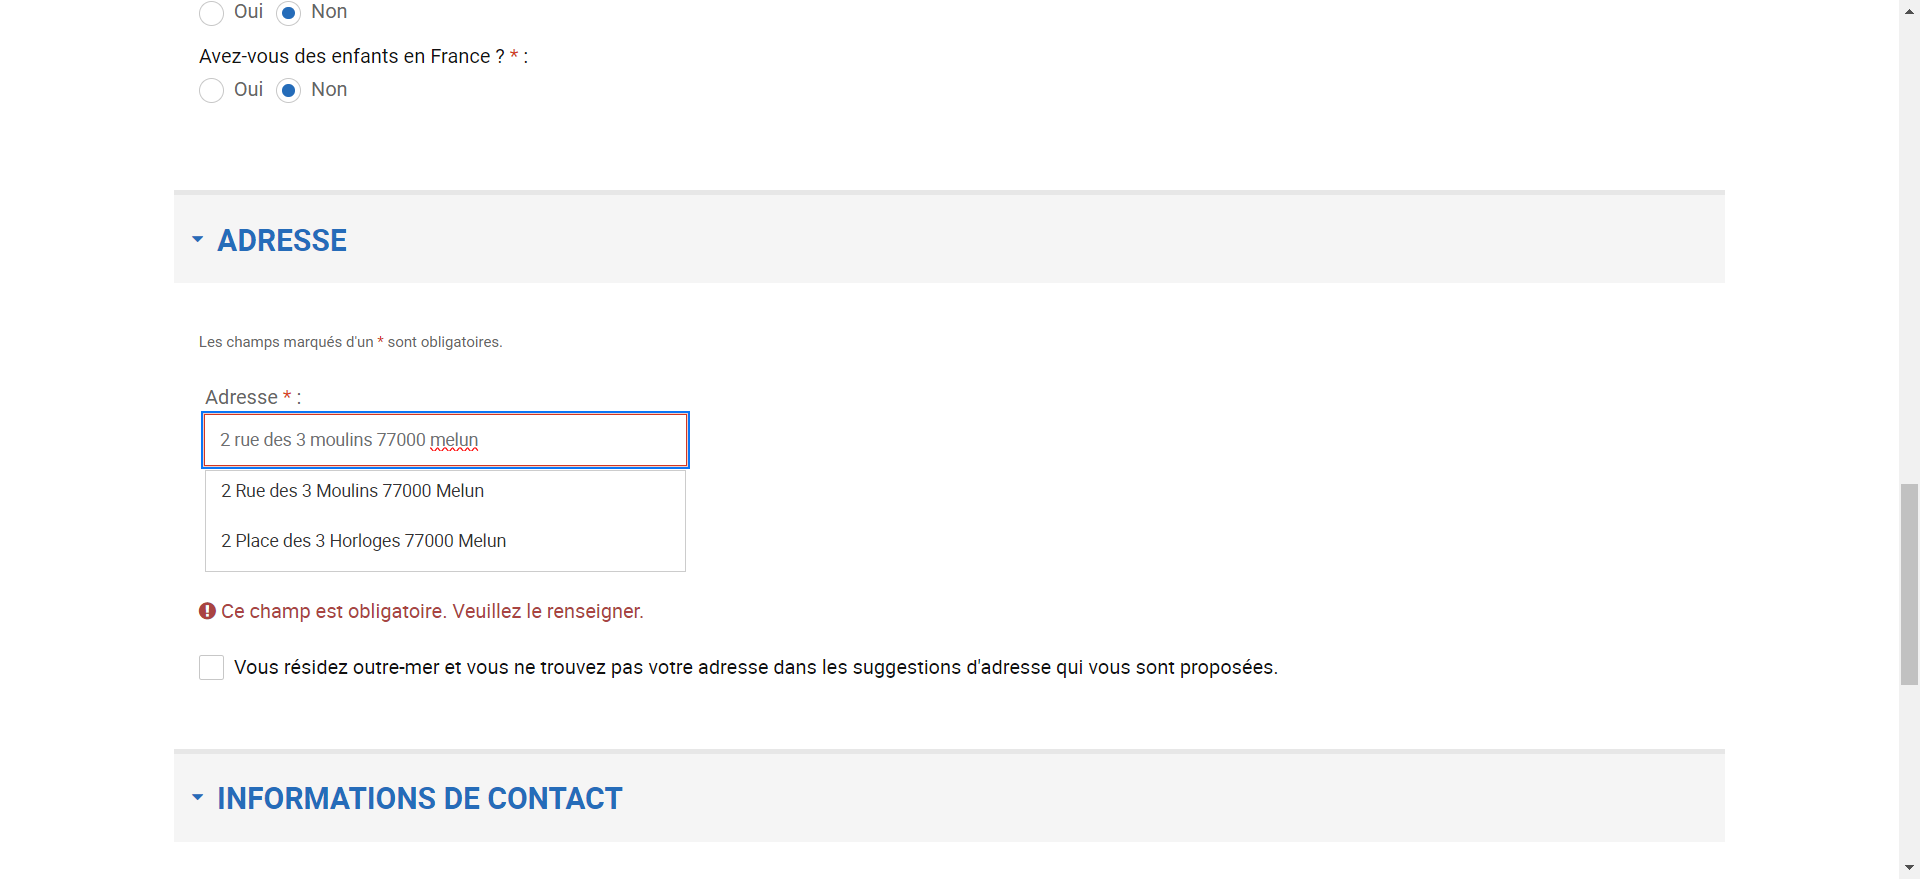 Oui Non
Avez-vous des enfants en France ? * :
Oui Non
ADRESSE
Les champs marqués d'un * sont obligatoires.
Adresse * :
2 rue des 3 moulins 77000 melun
2 Rue des 3 Moulins 77000 Melun
2 Place des 3 Horloges 77000 Melun
Ce champ est obligatoire. Veuillez le renseigner.
Vous résidez outre-mer et vous ne trouvez pas votre adresse dans les suggestions d'adresse qui vous sont proposées.
INFORMATIONS DE CONTACT